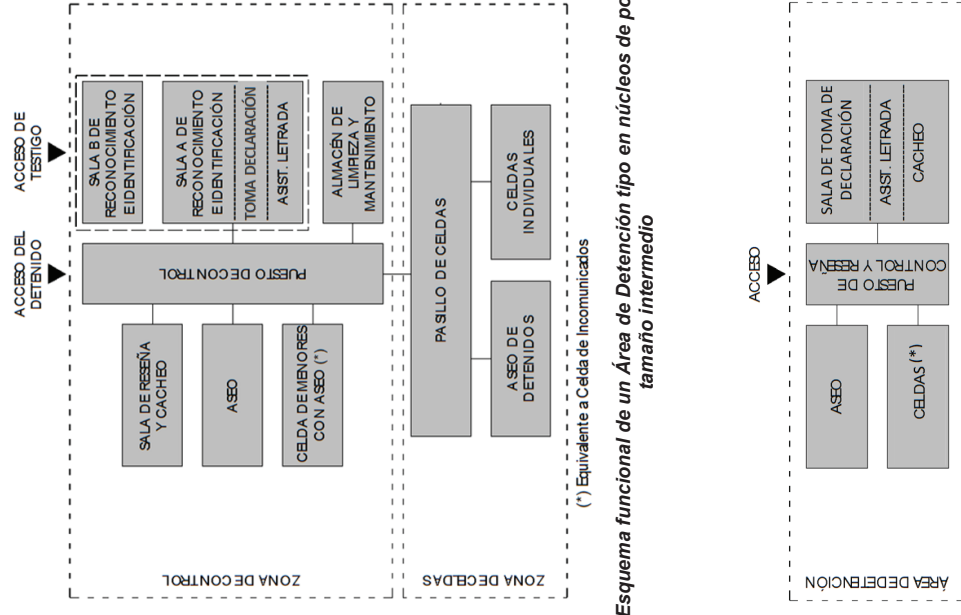 ACCESO DE
TESTIGO
ACCESO DEL
DETENIDO
SALA B DE
RECONOCIMIENTO
E IDENTIFICACIÓN
SALA A DE
RECONOCIMIENTO
E IDENTIFICACIÓN
TOMA DECLARACIÓN
ASIST. LETRADA
ALMACÉN DE
LIMPIEZA Y
MANTENIMIENTO
PUESTO DE CONTROL
SALA DE RESEÑA
Y CACHEO
ASEO
CELDA DE MENORES
CON ASEO (*)
ZONA DE CONTROL
PASILLO DE CELDAS
CELDAS
INDIVIDUALES
ASEO DE
DETENIDOS
ZONA DE CELDAS
(*) Equivalente a Celda de Incomunicados
Esquema funcional de un Área de Detención tipo en núcleos de
tamaño intermedio
ACCESO
SALA DE TOMA DE
DECLARACIÓN
ASIST. LETRADA
CACHEO
PUESTO DE
CONTROL Y RESEÑA
ASEO
CELDAS (*)
ÁREA DE DETENCIÓN